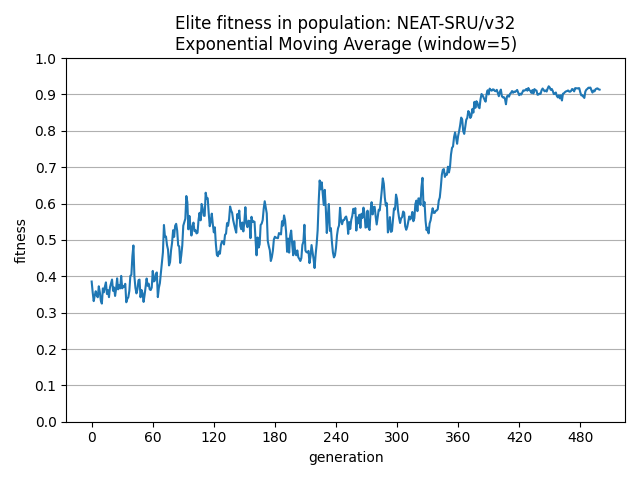 Elite fitness in population: NEAT-SRU/v32
Exponential Moving Average (window=5)
fitness
1.0
0.9
0.8
0.7
0.6
0.5
0.4
0.3
0.2
0.1
0.0
0 60 120 180 240 300 360 420 480
generation